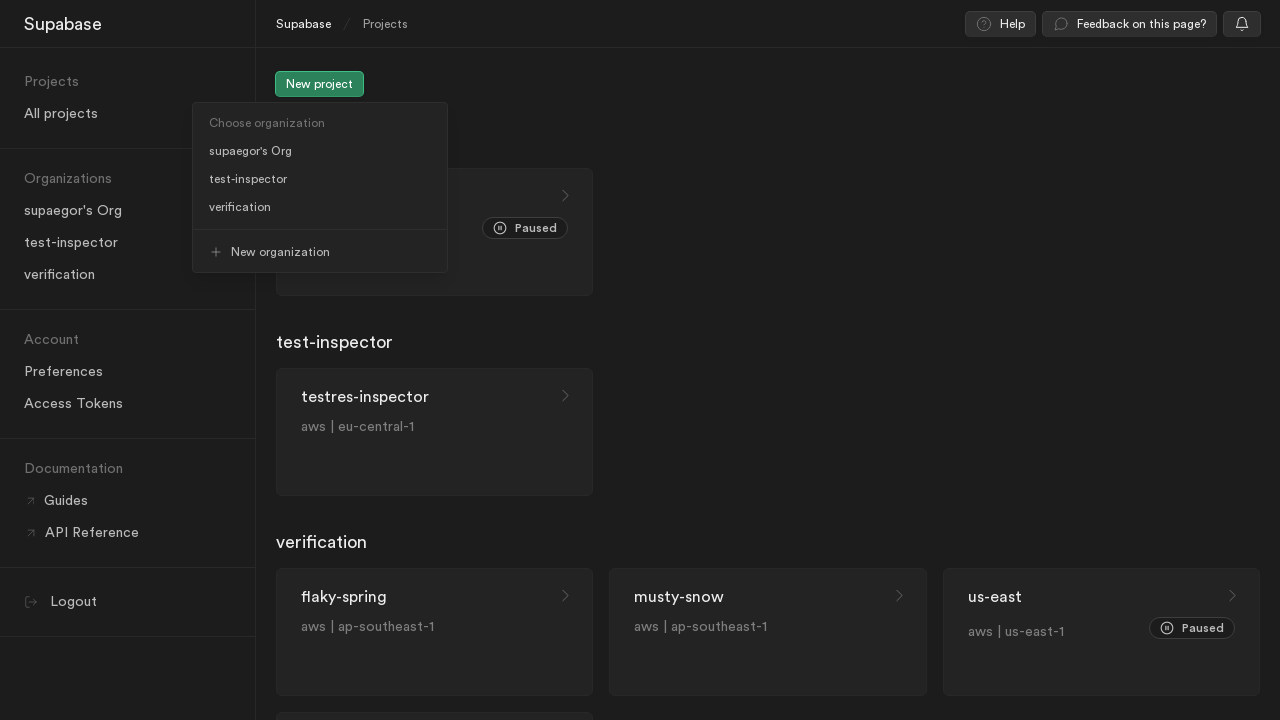 Supabase
Projects
All projects
Organizations
supaegor's Org
test-inspector
verification
Account
Preferences
Access Tokens
Documentation
Guides
API Reference
Logout
Supabase / Projects
Help
Feedback on this page?
New project
Choose organization
supaegor's Org
test-inspector
verification
New organization
Paused
test-inspector
testres-inspector
aws | eu-central-1
verification
flaky-spring
aws | ap-southeast-1
musty-snow
aws | ap-southeast-1
us-east
aws | us-east-1
Paused